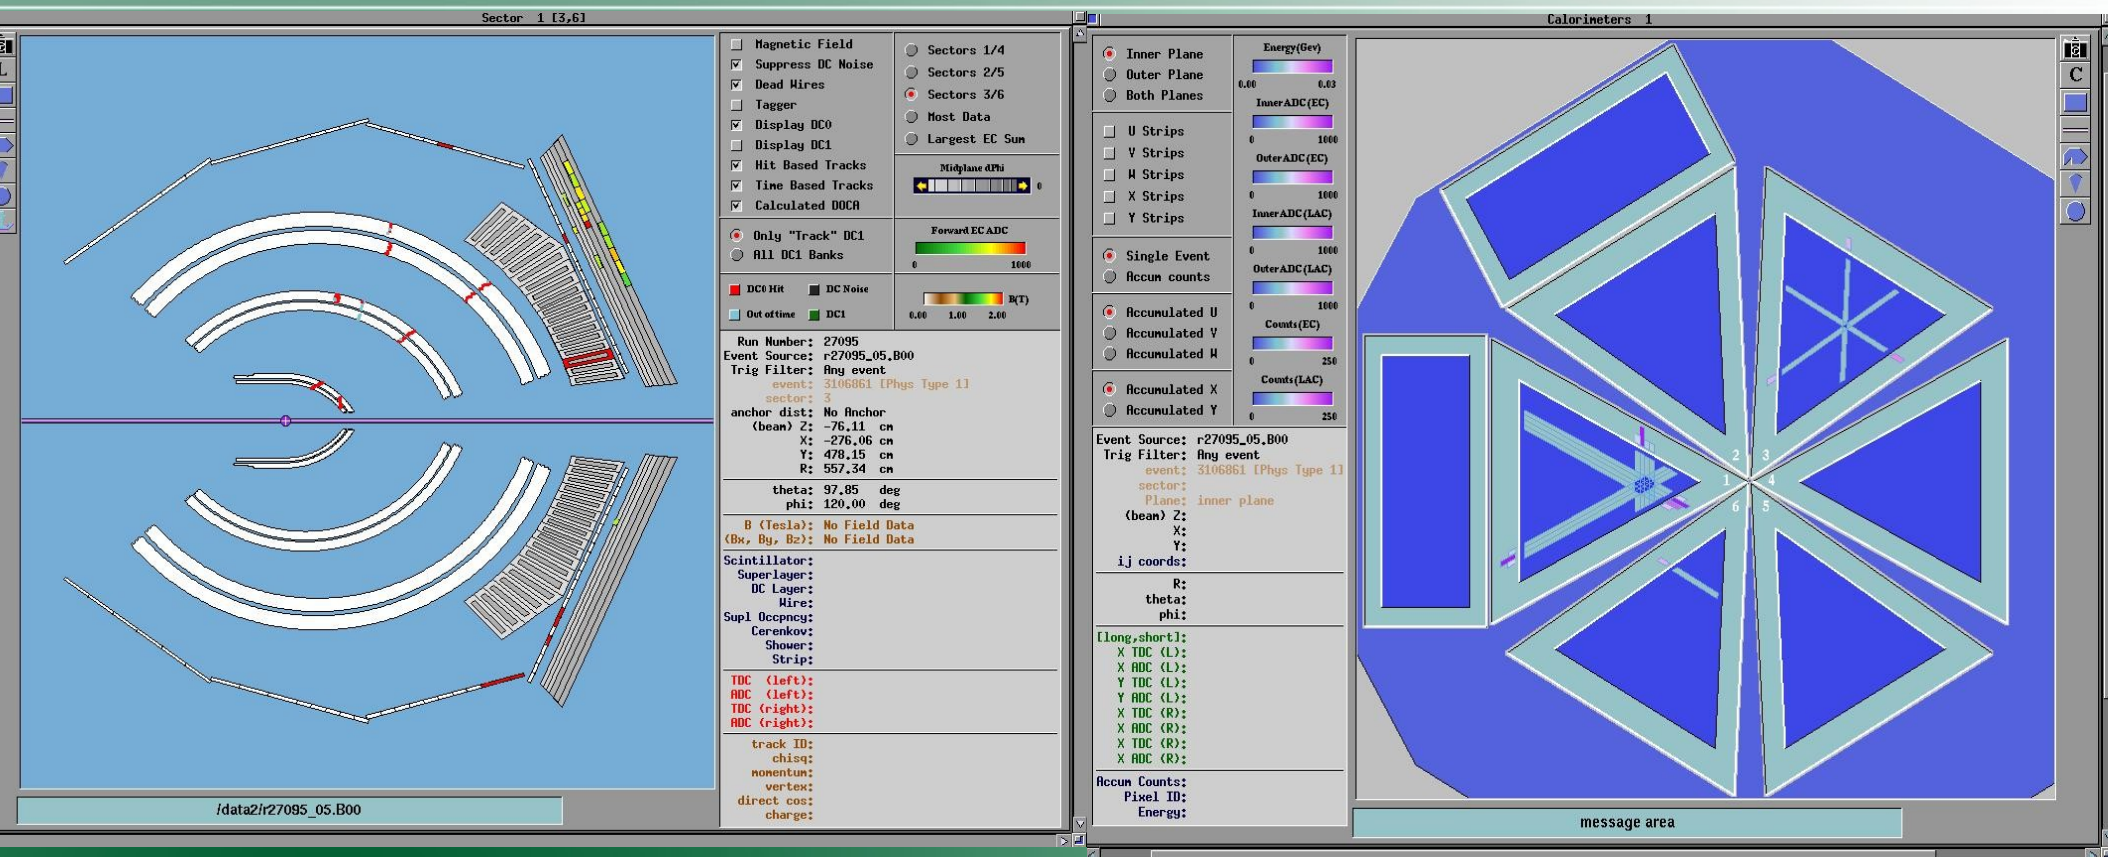 Sector 1 [3,6]
Magnetic Field
Suppress DC Noise
Dead Wires
Tagger
Display DC0
Display DC1
Hit Based Tracks
Time Based Tracks
Calculated DOCA
Sectors 1/4
Sectors 2/5
Sectors 3/6
Most Data
Largest EC Sum
Midplane dPhi
0
Only "Track" DC1
All DC1 Banks
Forward EC ADC
0 1000
DC0 Hit DC Noise
Out of time DC1
B(T)
0.00 1.00 2.00
Run Number: 27095
Event Source: r27095_05.B00
Trig Filter: Any event
event: 3106861 [Phys Type 1]
sector: 3
anchor dist: No Anchor
(beam) Z: -76.11 cm
X: -276.06 cm
Y: 478.15 cm
R: 557.34 cm
theta: 97.85 deg
phi: 120.00 deg
B (Tesla): No Field Data
(Bx, By, Bz): No Field Data
Scintillator:
Superlayer:
DC Layer:
Wire:
Supl Occpncy:
Cerenkov:
Shower:
Strip:
TDC (left):
ADC (left):
TDC (right):
ADC (right):
track ID:
chisq:
momentum:
vertex:
direct cos:
charge:
/data2/r27095_05.B00
Calorimeters 1
Inner Plane
Outer Plane
Both Planes
U Strips
V Strips
W Strips
X Strips
Y Strips
Single Event
Accum counts
Accumulated U
Accumulated V
Accumulated W
Accumulated X
Accumulated Y
Energy(Gev)
0.00 0.03
InnerADC(EC)
0 1000
OuterADC(EC)
0 1000
InnerADC(LAC)
0 1000
OuterADC(LAC)
0 1000
Counts(EC)
0 250
Counts(LAC)
0 250
Event Source: r27095_05.B00
Trig Filter: Any event
event: 3106861 [Phys Type 1]
sector:
Plane: inner plane
(beam) Z:
X:
Y:
ij coords:
R:
theta:
phi:
[long,short]:
X TDC (L):
X ADC (L):
Y TDC (L):
Y ADC (L):
X TDC (R):
X ADC (R):
X TDC (R):
X ADC (R):
Accum Counts:
Pixel ID:
Energy:
2 3
1 4
6 5
C
message area